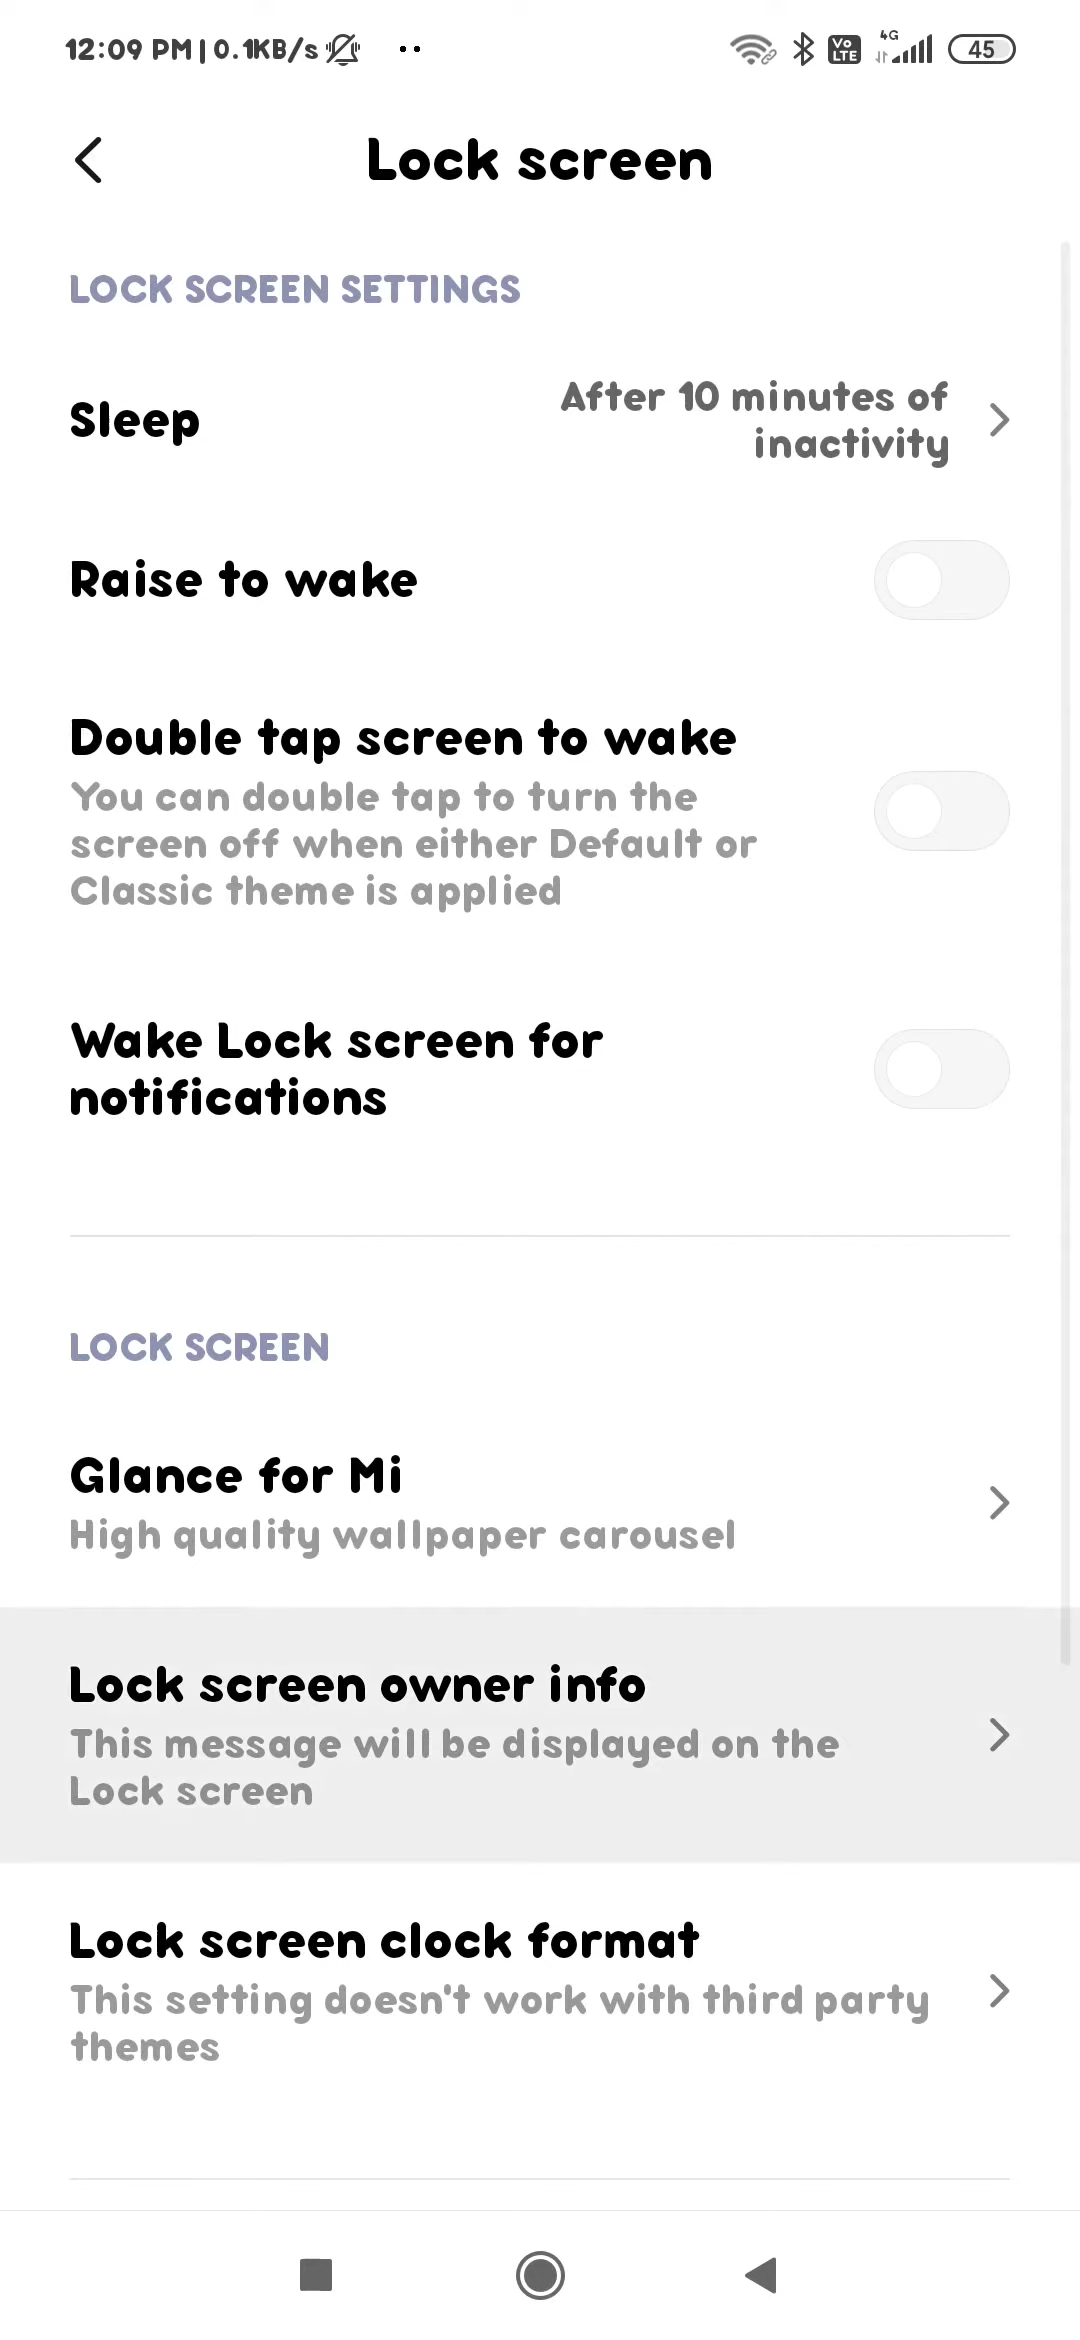 12:09 PM | 0.1KB/s
Vo LTE 4G 45
Lock screen
LOCK SCREEN SETTINGS
Sleep
After 10 minutes of
inactivity
Raise to wake
Double tap screen to wake
You can double tap to turn the
screen off when either Default or
Classic theme is applied
Wake Lock screen for
notifications
LOCK SCREEN
Glance for Mi
High quality wallpaper carousel
Lock screen owner info
This message will be displayed on the
Lock screen
Lock screen clock format
This setting doesn't work with third party
themes